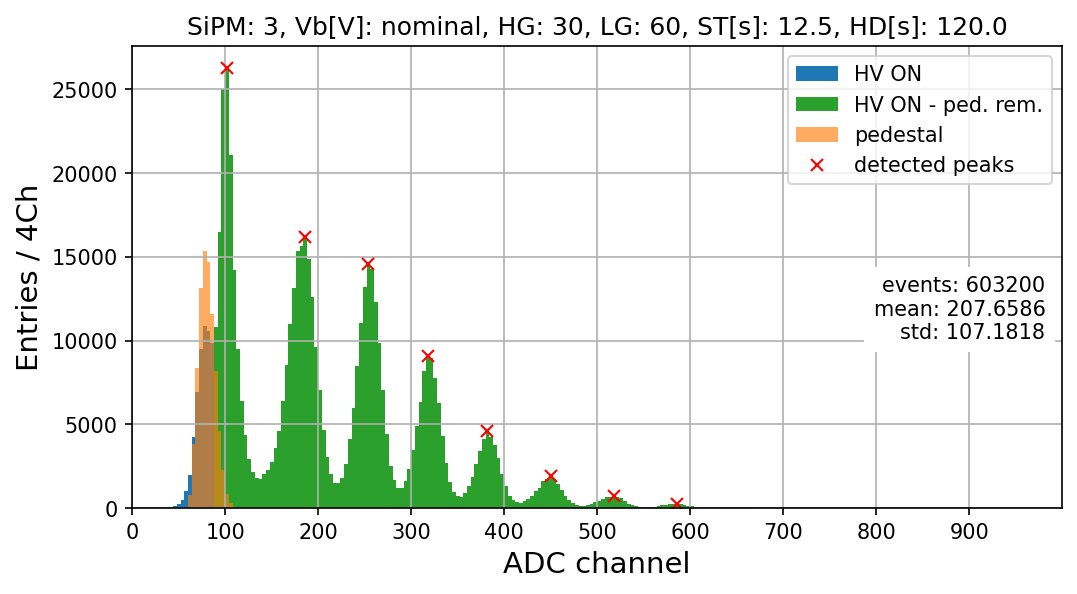 SiPM: 3, Vb[V]: nominal, HG: 30, LG: 60, ST[s]: 12.5, HD[s]: 120.0
HV ON
HV ON - ped. rem.
pedestal
detected peaks
events: 603200
mean: 207.6586
std: 107.1818
Entries / 4Ch
25000
20000
15000
10000
5000
0
0 100 200 300 400 500 600 700 800 900
ADC channel